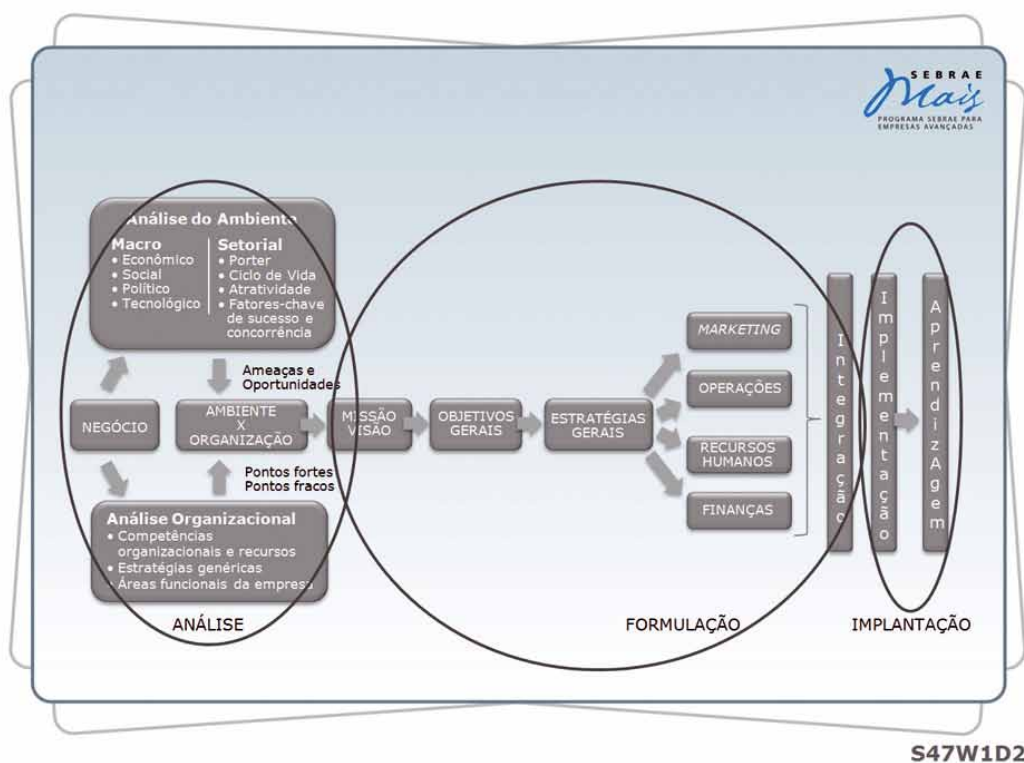 SEBRAE
Mais
PROGRAMA SEBRAE PARA
EMPRESAS AVANÇADAS
Análise do Ambiente
Macro
• Econômico
• Social
• Político
• Tecnológico
Setorial
• Porter
• Ciclo de Vida
• Atratividade
• Fatores-chave
de sucesso e
concorrência
Ameaças e
Oportunidades
NEGÓCIO
AMBIENTE
X
ORGANIZAÇÃO
MISSÃO
VISÃO
OBJETIVOS
GERAIS
ESTRATÉGIAS
GERAIS
MARKETING
OPERAÇÕES
RECURSOS
HUMANOS
FINANÇAS
Integração
Implementação
AprendizAgem
Pontos fortes
Pontos fracos
Análise Organizacional
• Competências
organizacionais e recursos
• Estratégias genéricas
• Áreas funcionais da empresa
ANÁLISE
FORMULAÇÃO
IMPLANTAÇÃO
S47W1D2